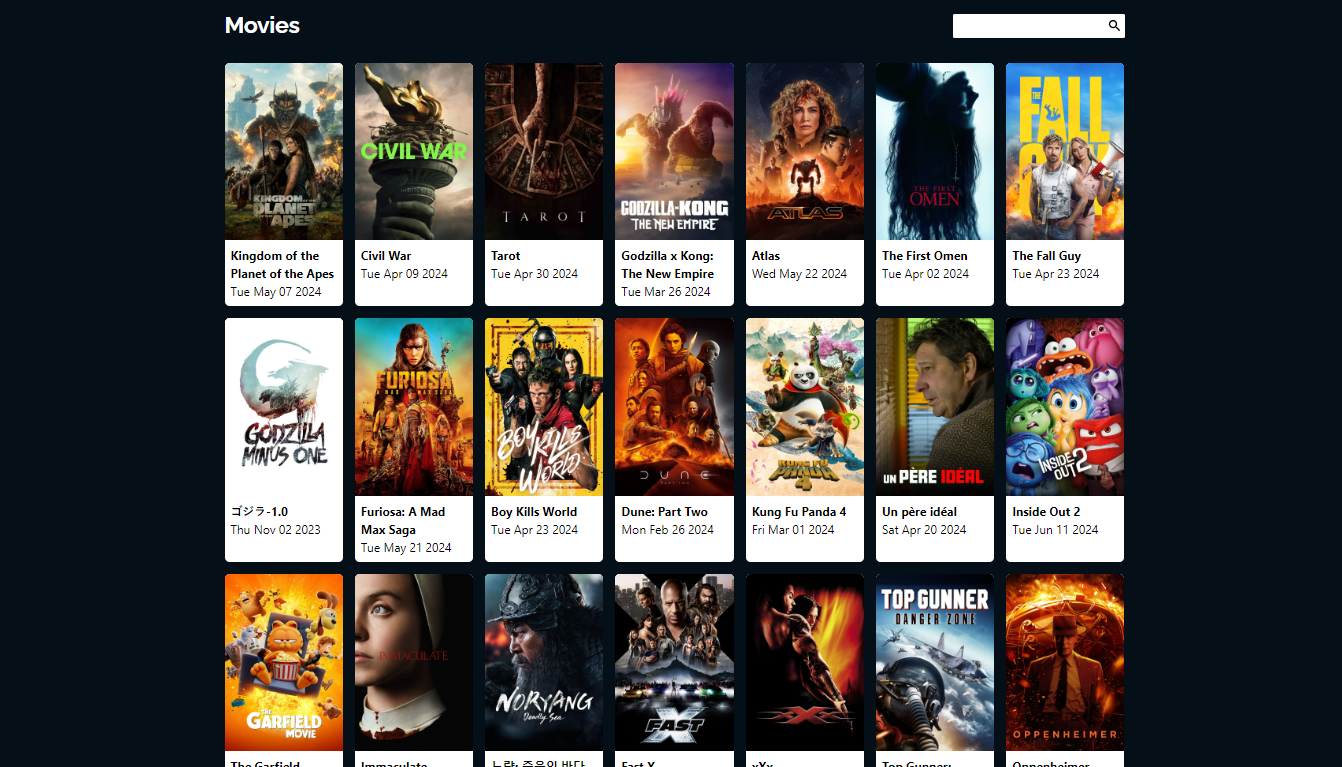 Movies
KINGDOM OF THE
PLANET OF THE
APES
CIVIL WAR
TAROT
GODZILLA x KONG
THE NEW EMPIRE
ATLAS
THE FIRST
OMEN
THE
FALL
GUY
Kingdom of the
Planet of the Apes
Tue May 07 2024
Civil War
Tue Apr 09 2024
Tarot
Tue Apr 30 2024
Godzilla x Kong:
The New Empire
Tue Mar 26 2024
Atlas
Wed May 22 2024
The First Omen
Tue Apr 02 2024
The Fall Guy
Tue Apr 23 2024
GODZILLA
MINUS ONE
FURIOSA
A MAD MAX SAGA
BOY KILLS
WORLD
DUNE
PART TWO
KUNG FU
PANDA
4
UN PÈRE IDÉAL
INSIDE
OUT 2
ゴジラ-1.0
Thu Nov 02 2023
Furiosa: A Mad
Max Saga
Tue May 21 2024
Boy Kills World
Tue Apr 23 2024
Dune: Part Two
Mon Feb 26 2024
Kung Fu Panda 4
Fri Mar 01 2024
Un père idéal
Sat Apr 20 2024
Inside Out 2
Tue Jun 11 2024
THE
GARFIELD
MOVIE
IMMACULATE
NORYANG
Deadly Sea
FAST
X
xXx
TOP GUNNER
DANGER ZONE
OPPENHEIMER
The Garfield
Immaculate
노량: 죽음의 바다
Fast X
xXx
Top Gunner:
Oppenheimer